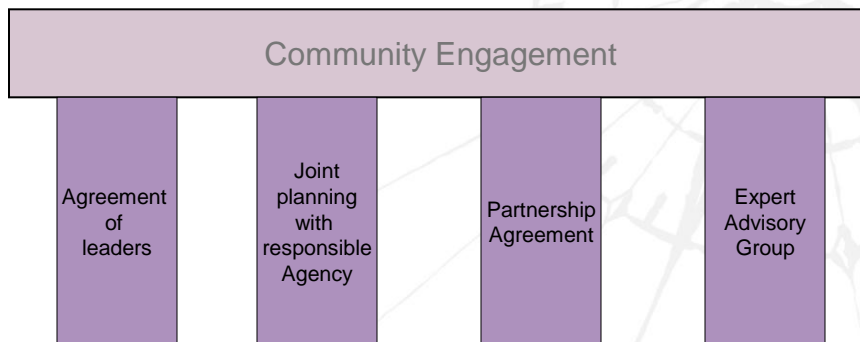 Community Engagement
Agreement
of
leaders
Joint
planning
with
responsible
Agency
Partnership
Agreement
Expert
Advisory
Group